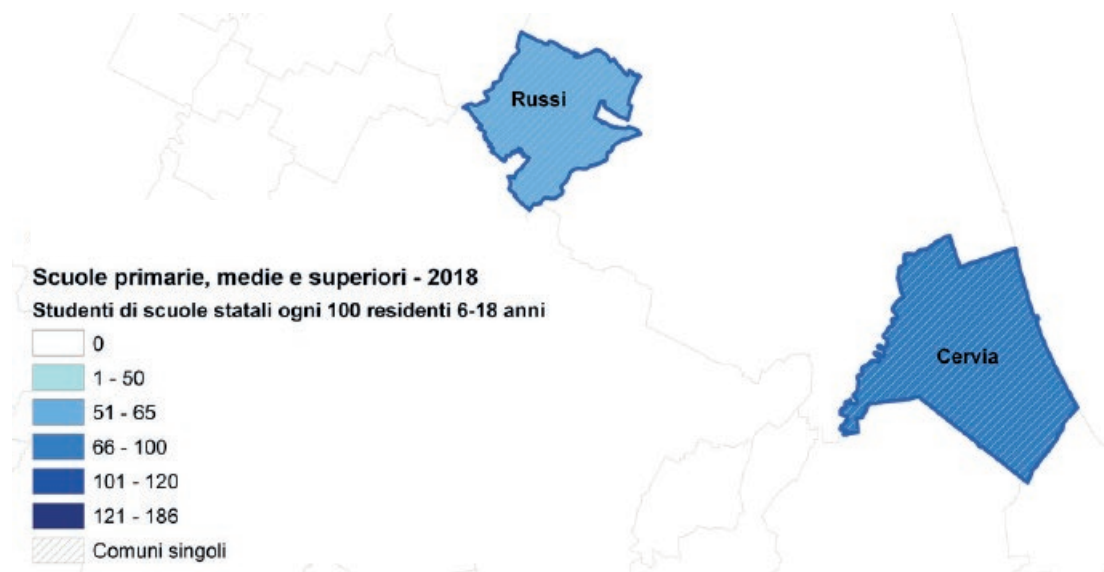 Russi
Cervia
Scuole primarie, medie e superiori - 2018
Studenti di scuole statali ogni 100 residenti 6-18 anni
0
1 - 50
51 - 65
66 - 100
101 - 120
121 - 186
Comuni singoli